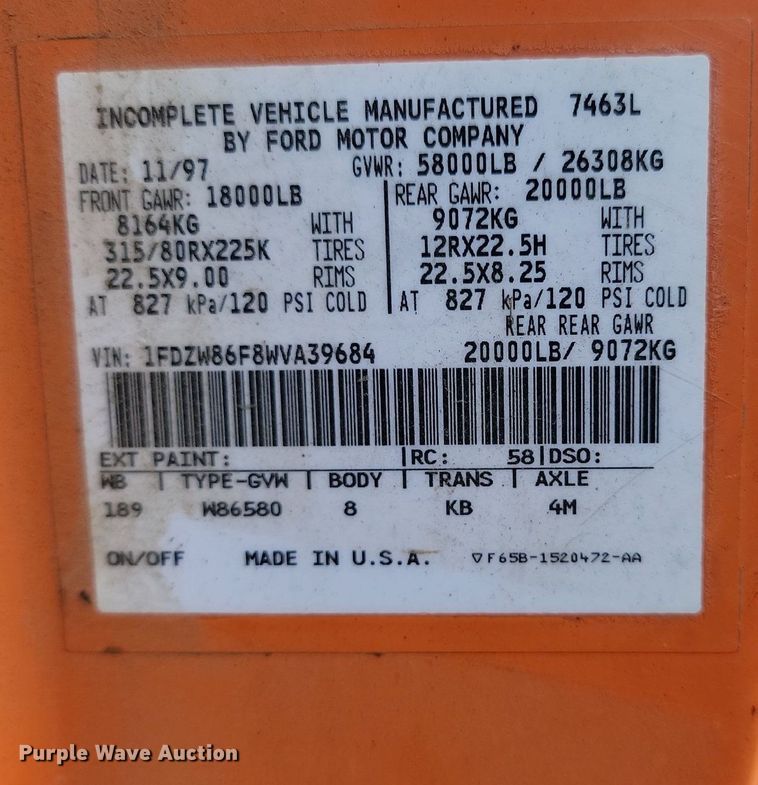 INCOMPLETE VEHICLE MANUFACTURED 7463L
BY FORD MOTOR COMPANY
DATE: 11/97 GVWR: 58000LB / 26308KG
FRONT GAWR: 18000LB REAR GAWR: 20000LB
8164KG WITH 9072KG WITH
315/80RX225K TIRES 12RX22.5H TIRES
22.5X9.00 RIMS 22.5X8.25 RIMS
AT 827 kPa/120 PSI COLD AT 827 kPa/120 PSI COLD
REAR REAR GAWR
VIN: 1FDZW86F8WVA39684 20000LB/ 9072KG
EXT PAINT: |RC: 58|DSO:
WB | TYPE-GVW | BODY | TRANS | AXLE
189 W86580 8 KB 4M
ON/OFF MADE IN U.S.A. ▽F65B-1520472-AA
Purple Wave Auction